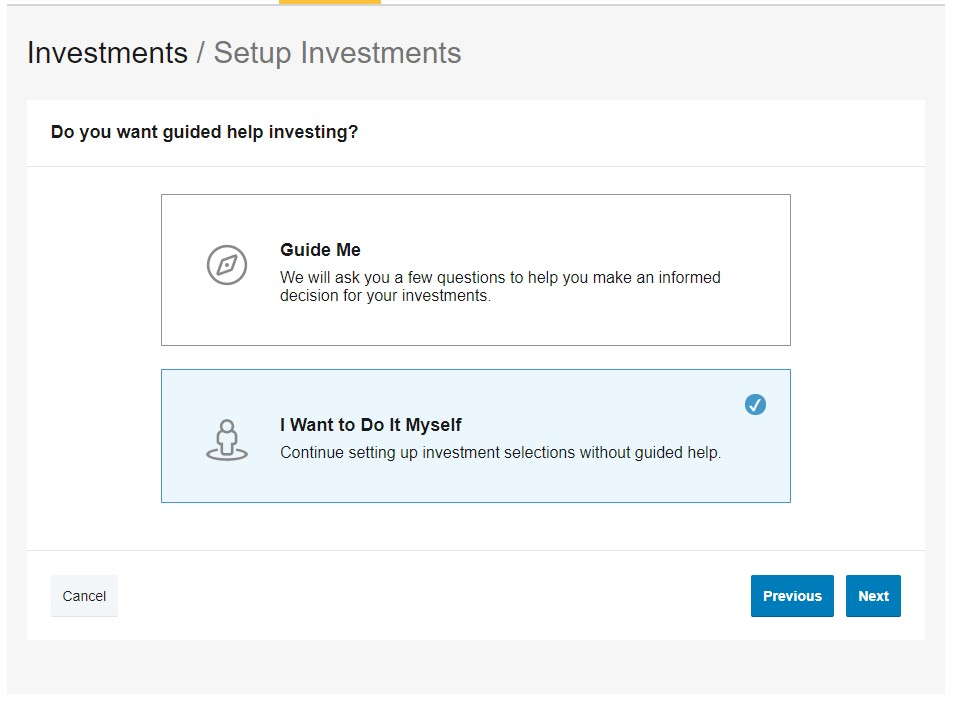 Investments / Setup Investments
Do you want guided help investing?
Guide Me
We will ask you a few questions to help you make an informed
decision for your investments.
I Want to Do It Myself
Continue setting up investment selections without guided help.
Cancel
Previous
Next